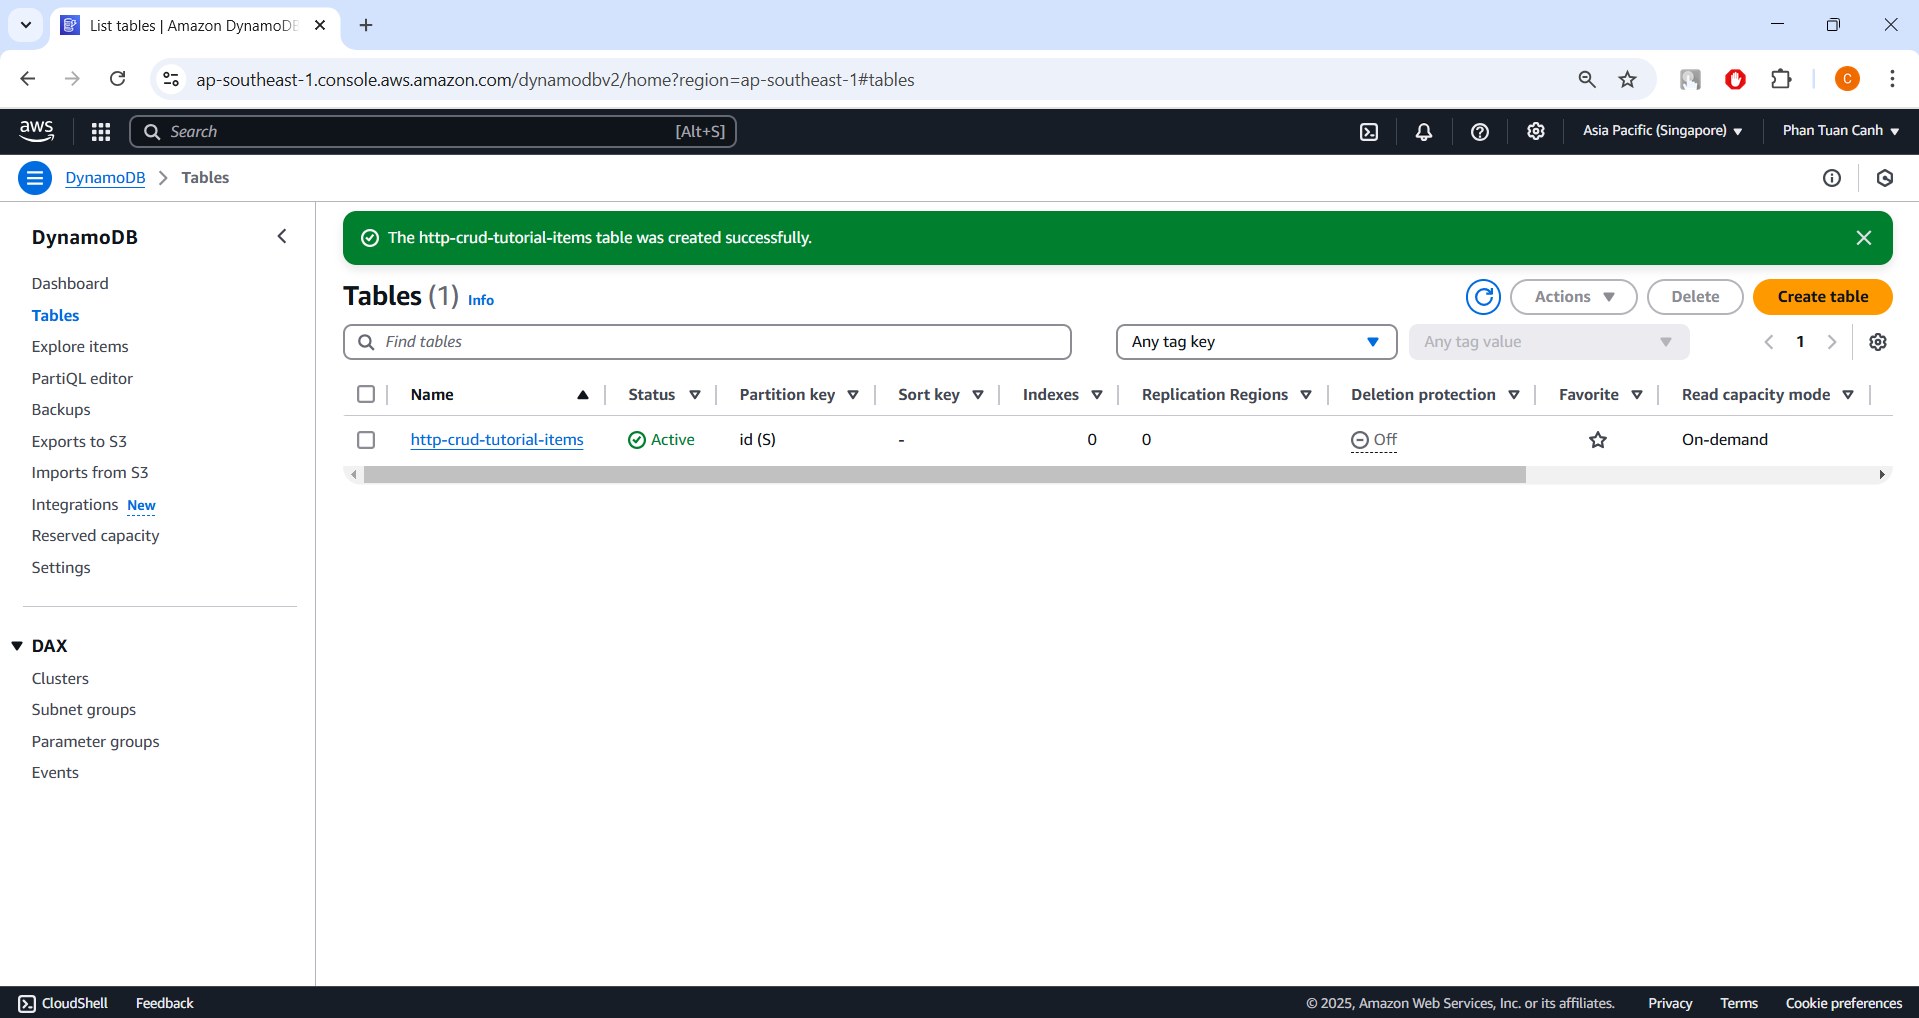 List tables | Amazon DynamoDB
ap-southeast-1.console.aws.amazon.com/dynamodbv2/home?region=ap-southeast-1#tables
C
aws
Search [Alt+S]
Asia Pacific (Singapore)
Phan Tuan Canh
DynamoDB
Tables
DynamoDB
Dashboard
Tables
Explore items
PartiQL editor
Backups
Exports to S3
Imports from S3
Integrations New
Reserved capacity
Settings
DAX
Clusters
Subnet groups
Parameter groups
Events
The http-crud-tutorial-items table was created successfully.
Tables (1) Info
Actions
Delete
Create table
Find tables
Any tag key
Any tag value
1
Name Status Partition key Sort key Indexes Replication Regions Deletion protection Favorite Read capacity mode
http-crud-tutorial-items Active id (S) - 0 0 Off On-demand
CloudShell Feedback © 2025, Amazon Web Services, Inc. or its affiliates. Privacy Terms Cookie preferences